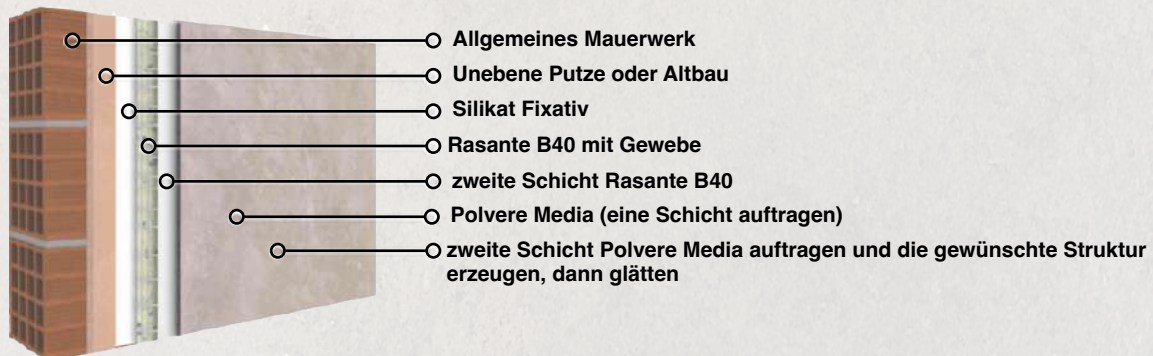 Allgemeines Mauerwerk
Unebene Putze oder Altbau
Silikat Fixativ
Rasante B40 mit Gewebe
zweite Schicht Rasante B40
Polvere Media (eine Schicht auftragen)
zweite Schicht Polvere Media auftragen und die gewünschte Struktur
erzeugen, dann glätten